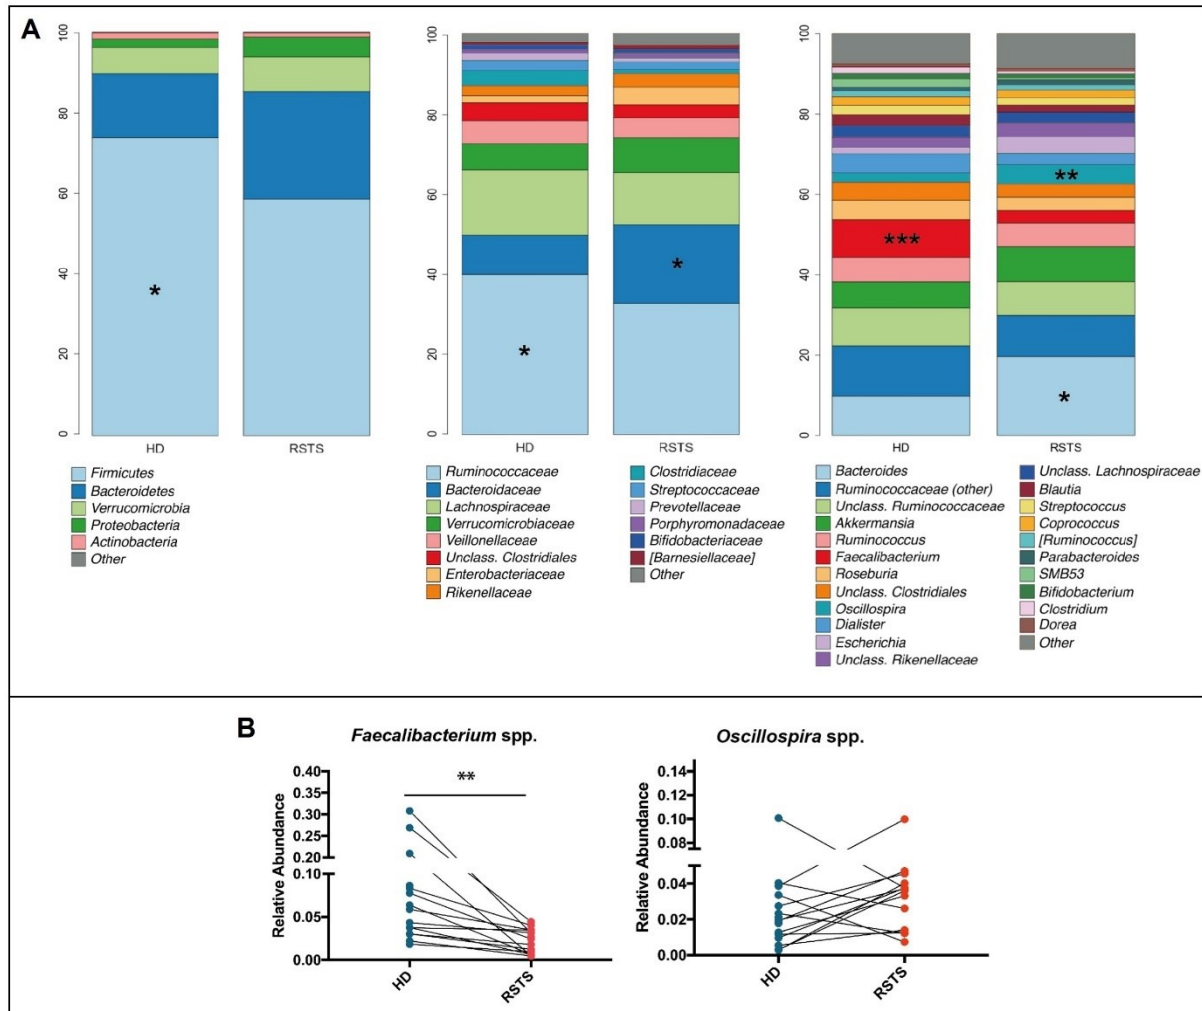 A
100
80
60
40
20
0
HD
RSTS
*
Firmicutes
Bacteroidetes
Verrucomicrobia
Proteobacteria
Actinobacteria
Other
100
80
60
40
20
0
HD
RSTS
*
*
Ruminococcaceae
Bacteroidaceae
Lachnospiraceae
Verrucomicrobiaceae
Veillonellaceae
Unclass. Clostridiales
Enterobacteriaceae
Rikenellaceae
Clostridiaceae
Streptococcaceae
Prevotellaceae
Porphyromonadaceae
Bifidobacteriaceae
[Barnesiellaceae]
Other
100
80
60
40
20
0
HD
RSTS
***
**
*
Bacteroides
Ruminococcaceae (other)
Unclass. Ruminococcaceae
Akkermansia
Ruminococcus
Faecalibacterium
Roseburia
Unclass. Clostridiales
Oscillospira
Dialister
Escherichia
Unclass. Rikenellaceae
Unclass. Lachnospiraceae
Blautia
Streptococcus
Coprococcus
[Ruminococcus]
Parabacteroides
SMB53
Bifidobacterium
Clostridium
Dorea
Other
B
Faecalibacterium spp.
**
Relative Abundance
0.40
0.35
0.30
0.25
0.20
0.10
0.05
0.00
HD
RSTS
Oscillospira spp.
Relative Abundance
0.14
0.12
0.10
0.08
0.04
0.02
0.00
HD
RSTS